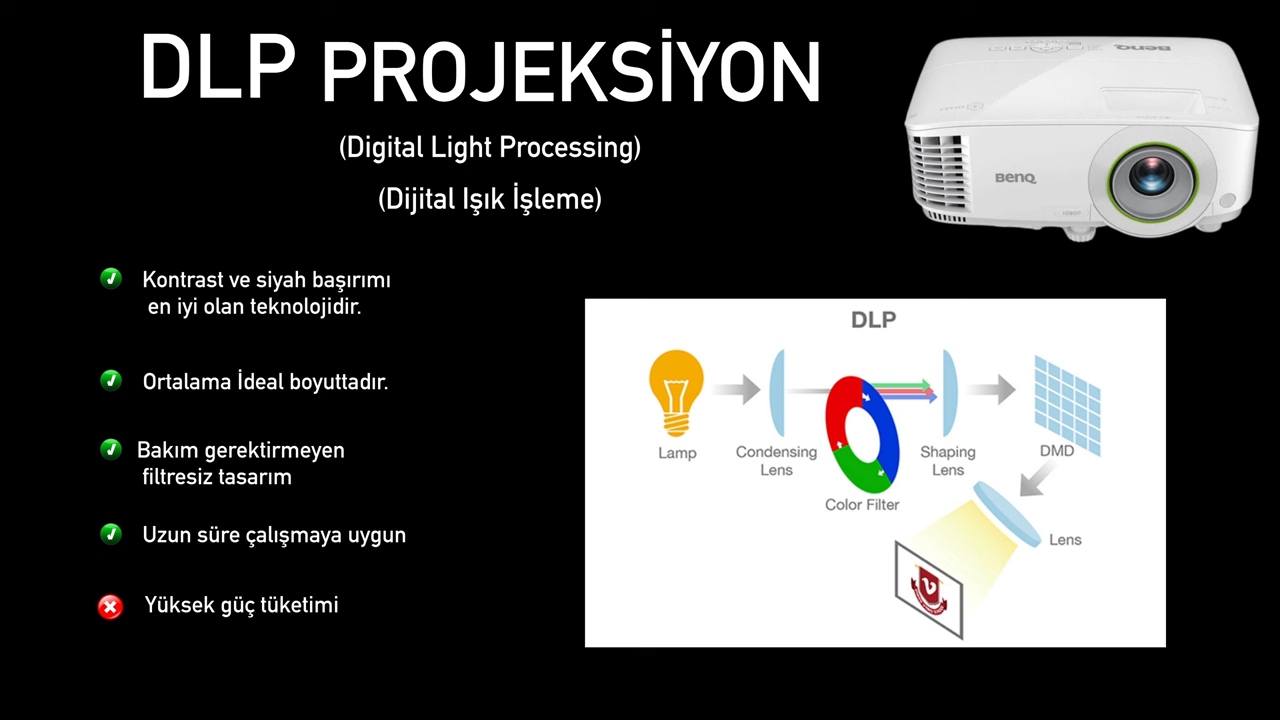 DLP PROJEKSİYON
(Digital Light Processing)
(Dijital Işık İşleme)
BenQ
1080P
Kontrast ve siyah başırımı
en iyi olan teknolojidir.
Ortalama İdeal boyuttadır.
Bakım gerektirmeyen
filtresiz tasarım
Uzun süre çalışmaya uygun
Yüksek güç tüketimi
DLP
Lamp
Condensing
Lens
Color Filter
Shaping
Lens
DMD
Lens